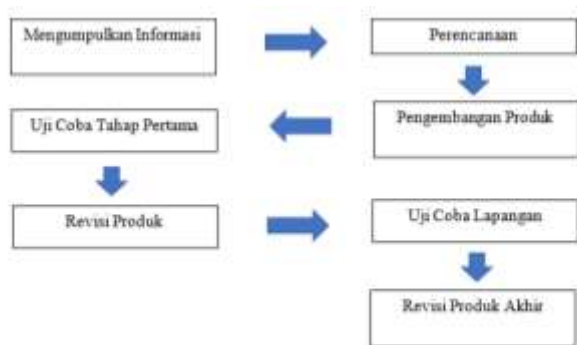 Mengumpulkan Informasi
Perencanaan
Pengembangan Produk
Uji Coba Tahap Pertama
Revisi Produk
Uji Coba Lapangan
Revisi Produk Akhir